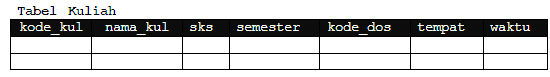 Tabel Kuliah
kode_kul nama_kul sks semester kode_dos tempat waktu